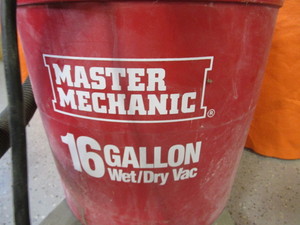 MASTER
MECHANIC®
16 GALLON
Wet/Dry Vac